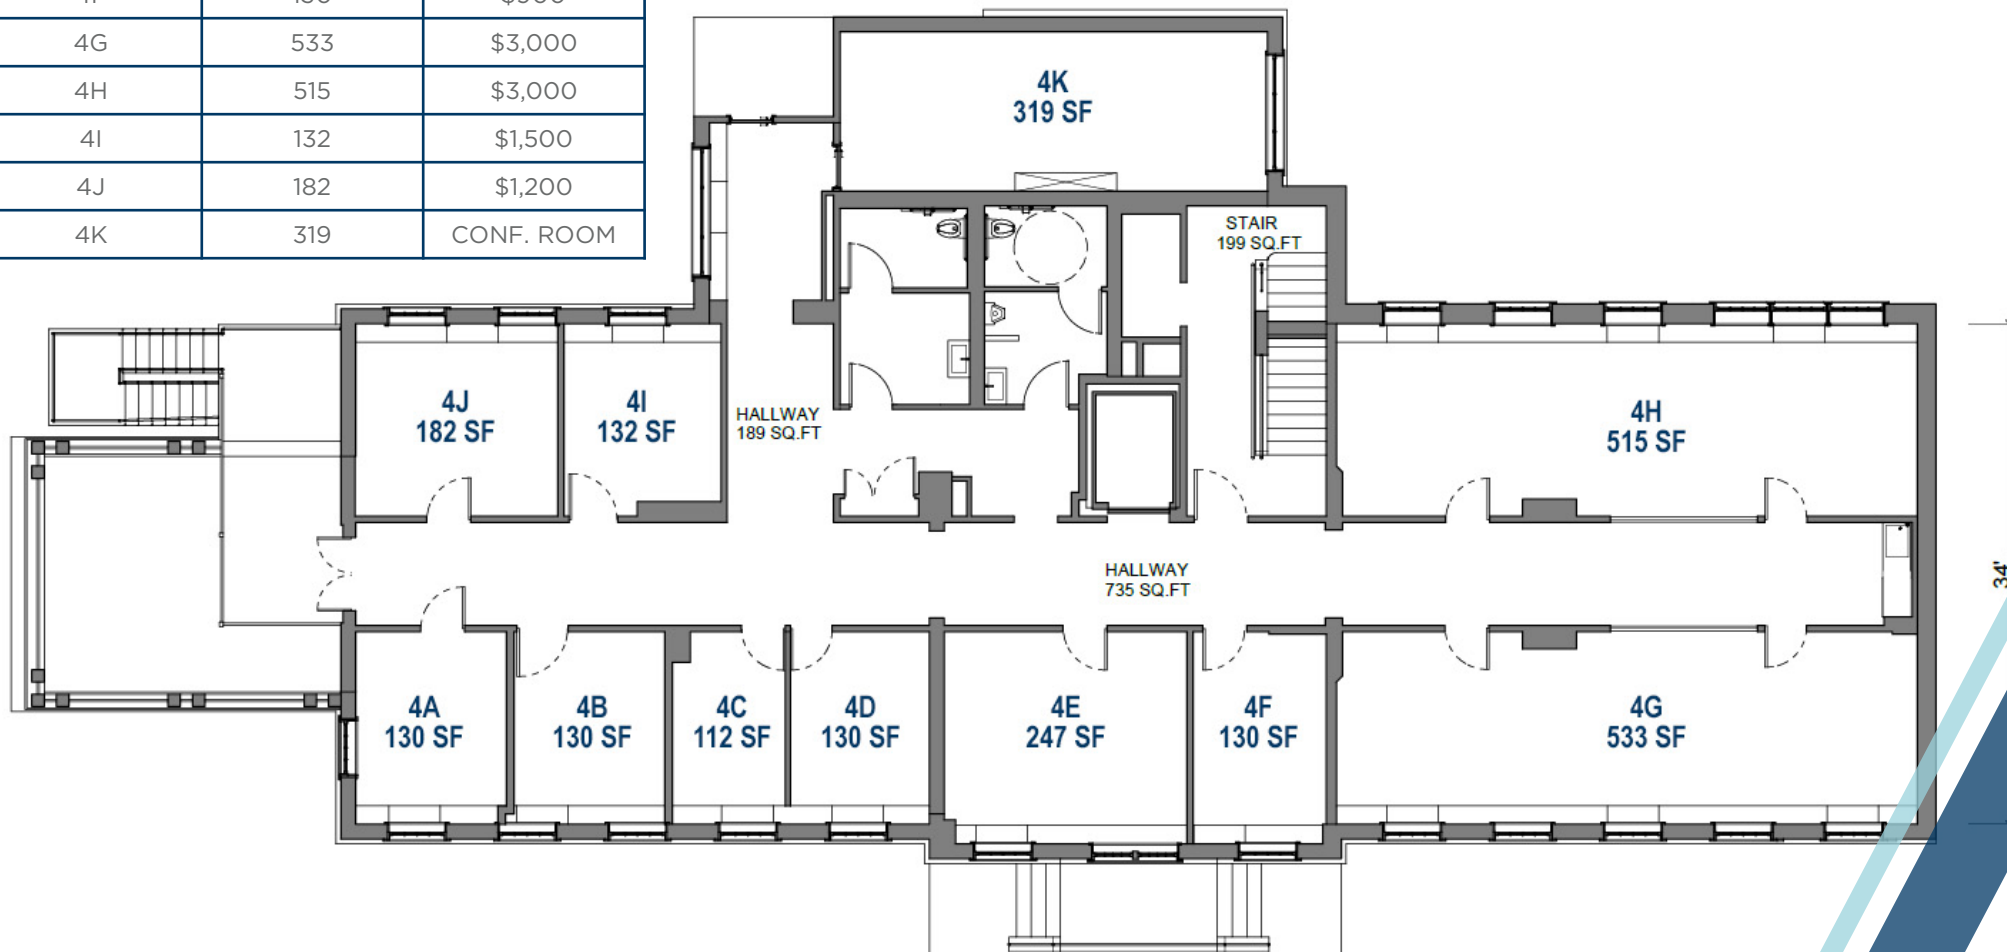 4G 533 $3,000
4H 515 $3,000
4I 132 $1,500
4J 182 $1,200
4K 319 CONF. ROOM
4K
319 SF
STAIR
199 SQ.FT
4J
182 SF
4I
132 SF
HALLWAY
189 SQ.FT
4H
515 SF
HALLWAY
735 SQ.FT
34'
4A
130 SF
4B
130 SF
4C
112 SF
4D
130 SF
4E
247 SF
4F
130 SF
4G
533 SF